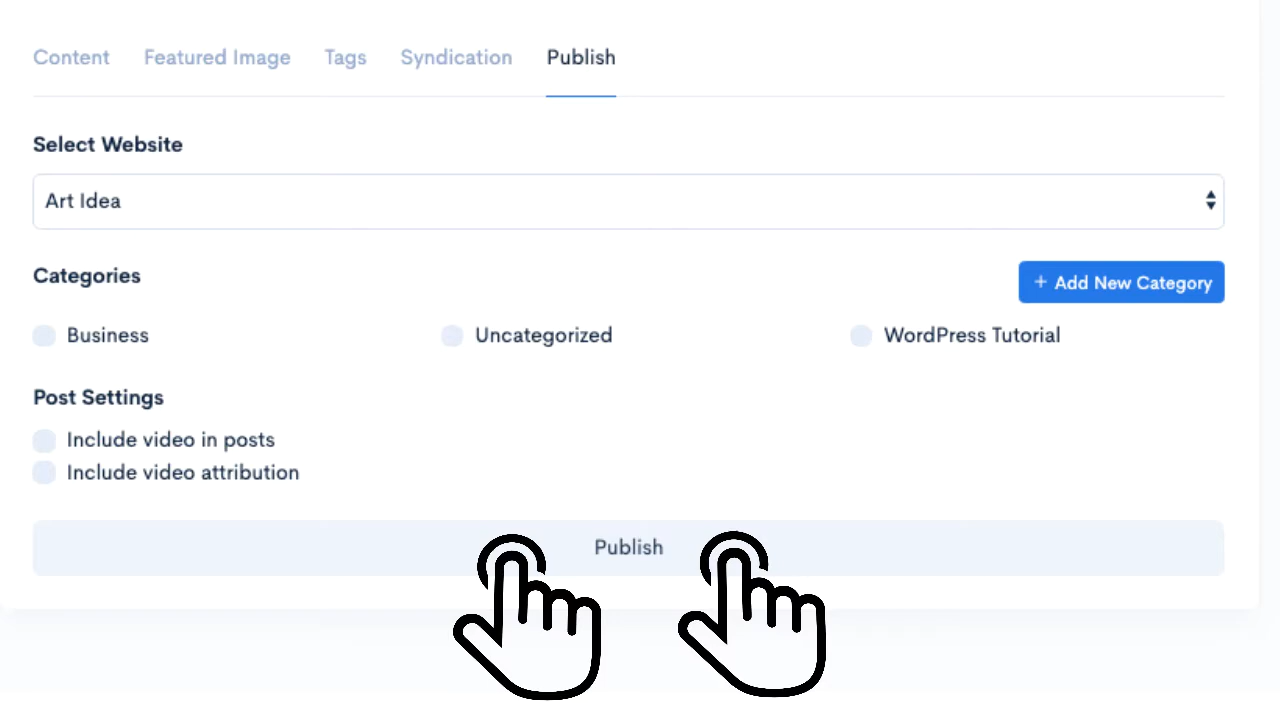 Content Featured Image Tags Syndication Publish
Select Website
Art Idea
Categories
+ Add New Category
Business Uncategorized WordPress Tutorial
Post Settings
Include video in posts
Include video attribution
Publish